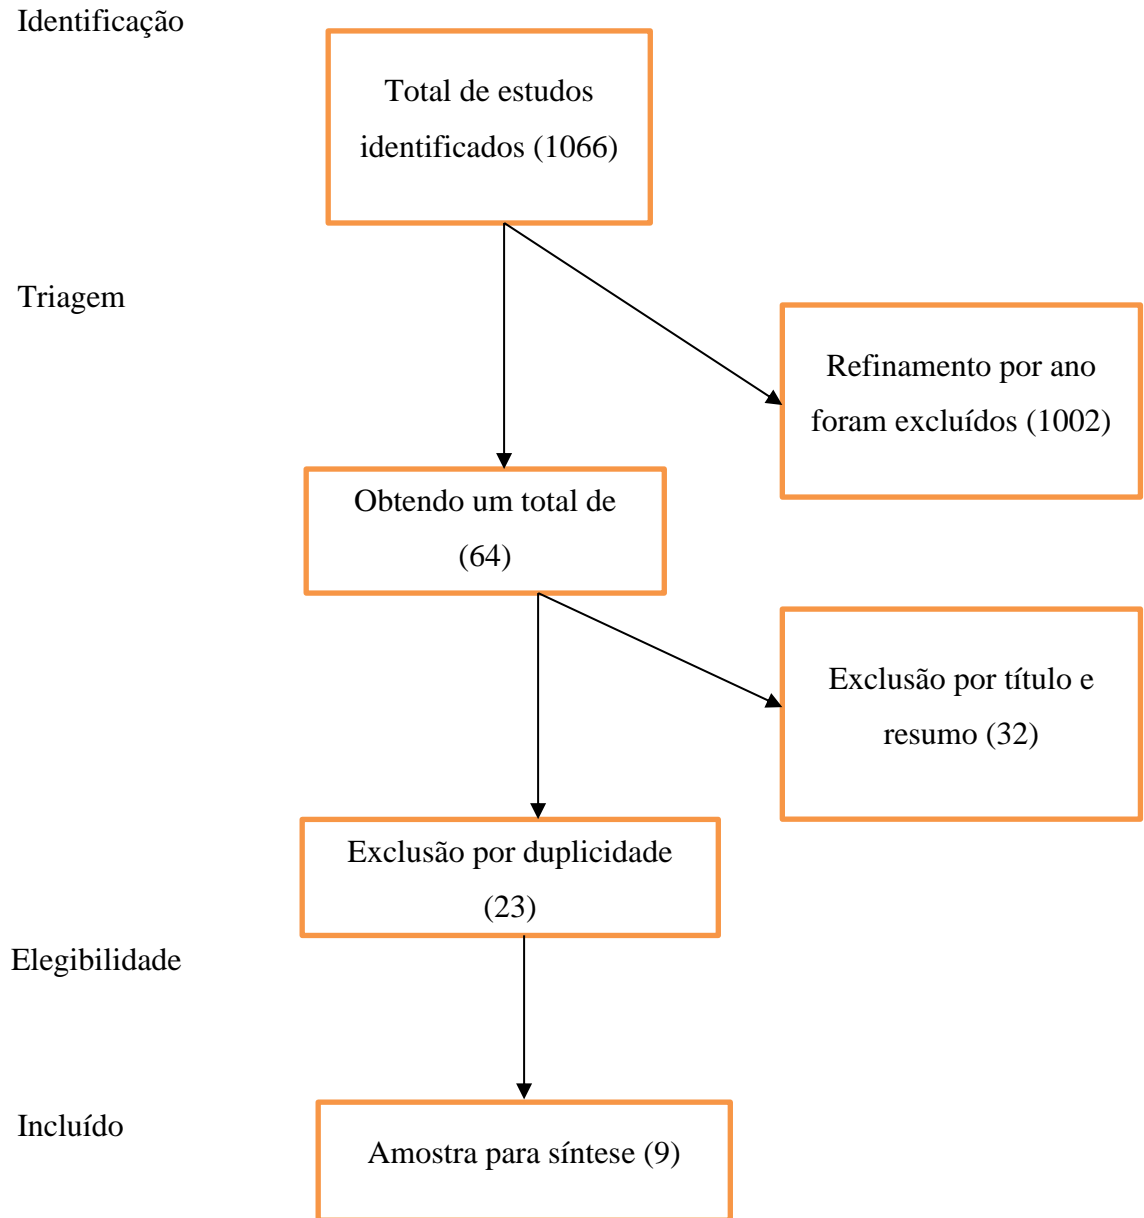 Identificação
Total de estudos
identificados (1066)
Triagem
Refinamento por ano
foram excluídos (1002)
Obtendo um total de
(64)
Exclusão por título e
resumo (32)
Exclusão por duplicidade
(23)
Elegibilidade
Incluído
Amostra para síntese (9)